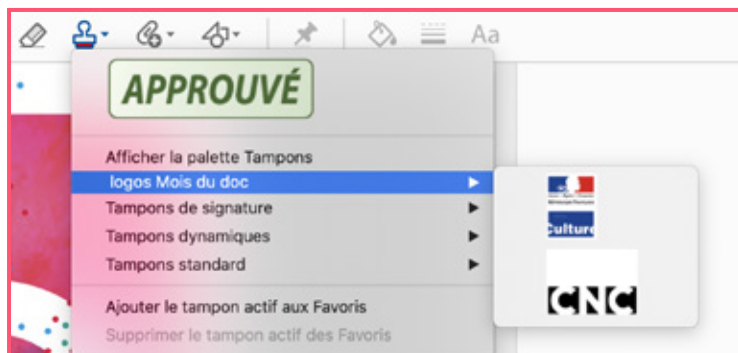 Aa
APPROUVÉ
Afficher la palette Tampons
logos Mois du doc
Tampons de signature
Tampons dynamiques
Tampons standard
Ajouter le tampon actif aux Favoris
Supprimer le tampon actif des Favoris
Culture
CNC